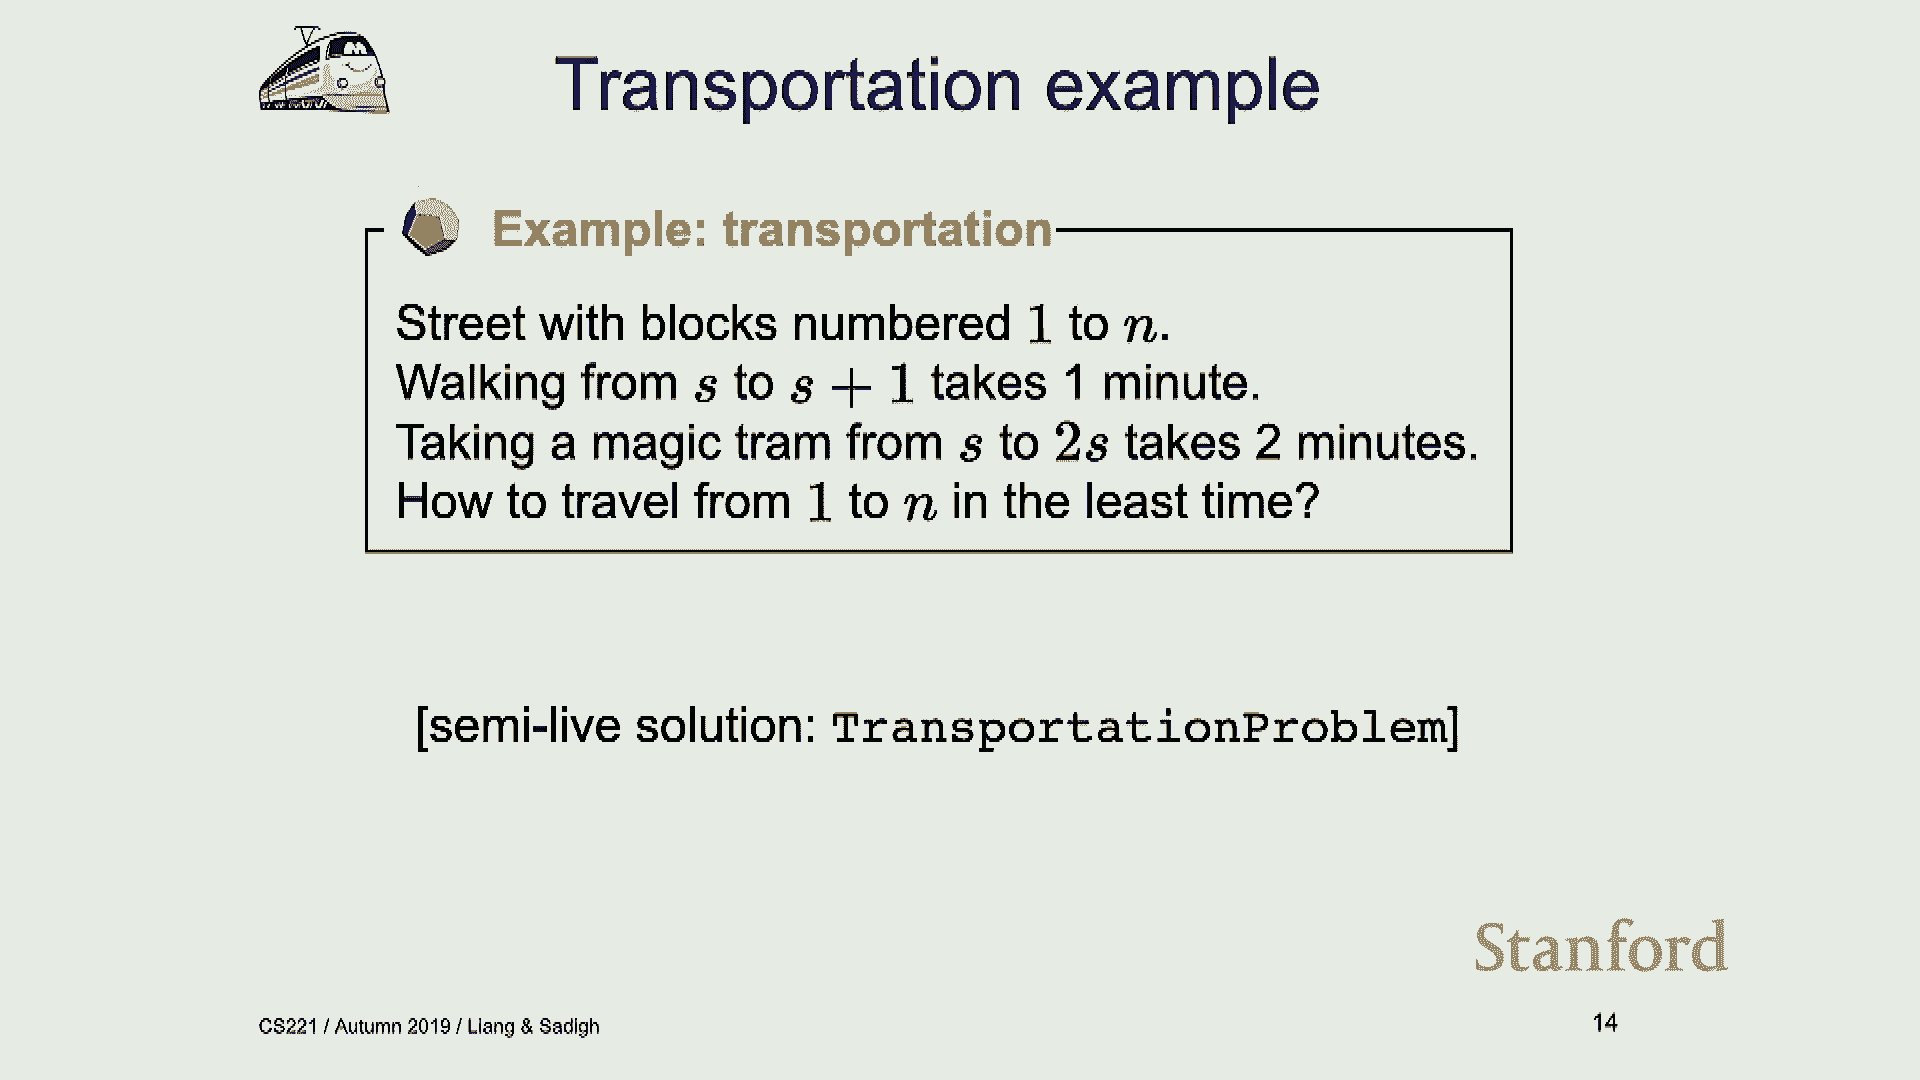 Transportation example
Example: transportation
Street with blocks numbered 1 to n.
Walking from s to s + 1 takes 1 minute.
Taking a magic tram from s to 2s takes 2 minutes.
How to travel from 1 to n in the least time?
[semi-live solution: TransportationProblem]
Stanford
CS221 / Autumn 2019 / Liang & Sadigh
14